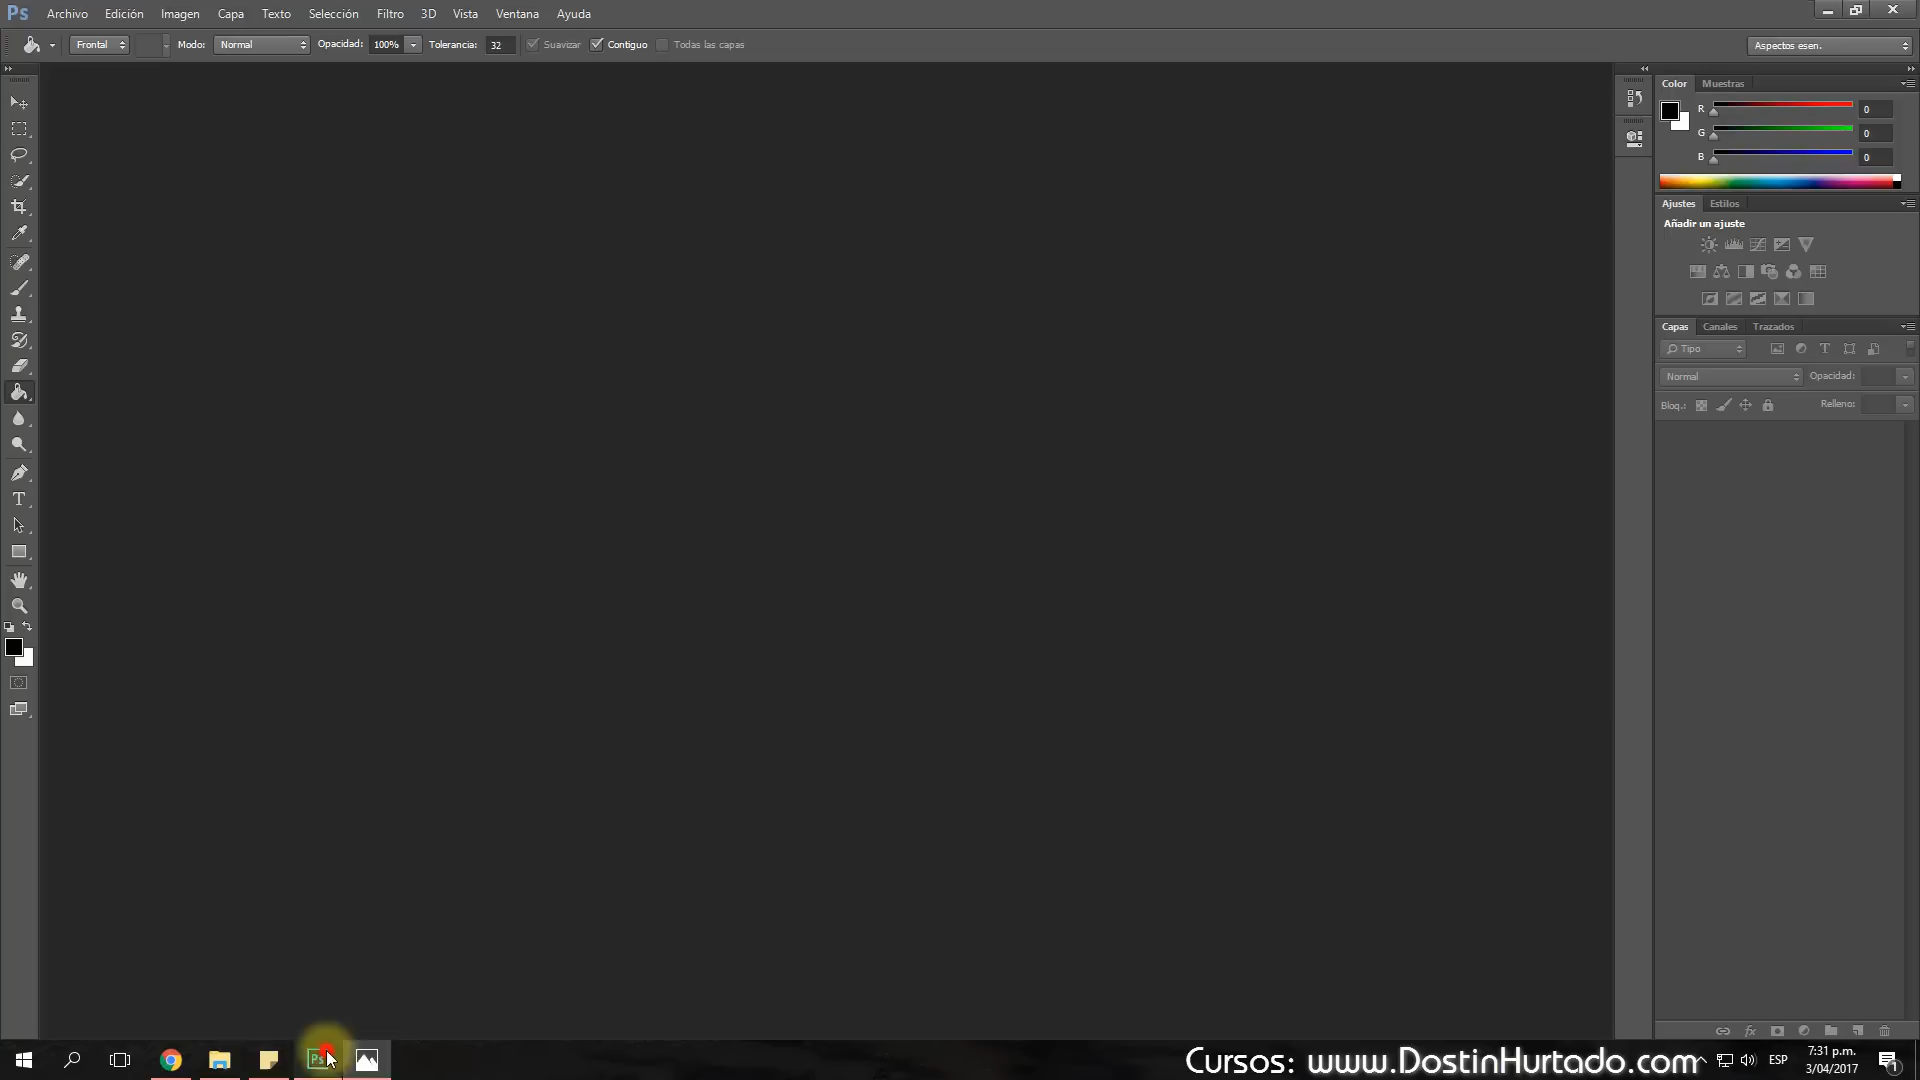 Ps Archivo Edición Imagen Capa Texto Selección Filtro 3D Vista Ventana Ayuda
Frontal Modo: Normal Opacidad: 100% Tolerancia: 32 Suavizar Contiguo Todas las capas Aspectos esen.
Color Muestras
R 0
G 0
B 0
Ajustes Estilos
Añadir un ajuste
Capas Canales Trazados
Tipo
Normal Opacidad:
Bloq.: Relleno:
T
Ps
Cursos: www.DostinHurtado.com
ESP
7:31 p.m.
3/04/2017
1